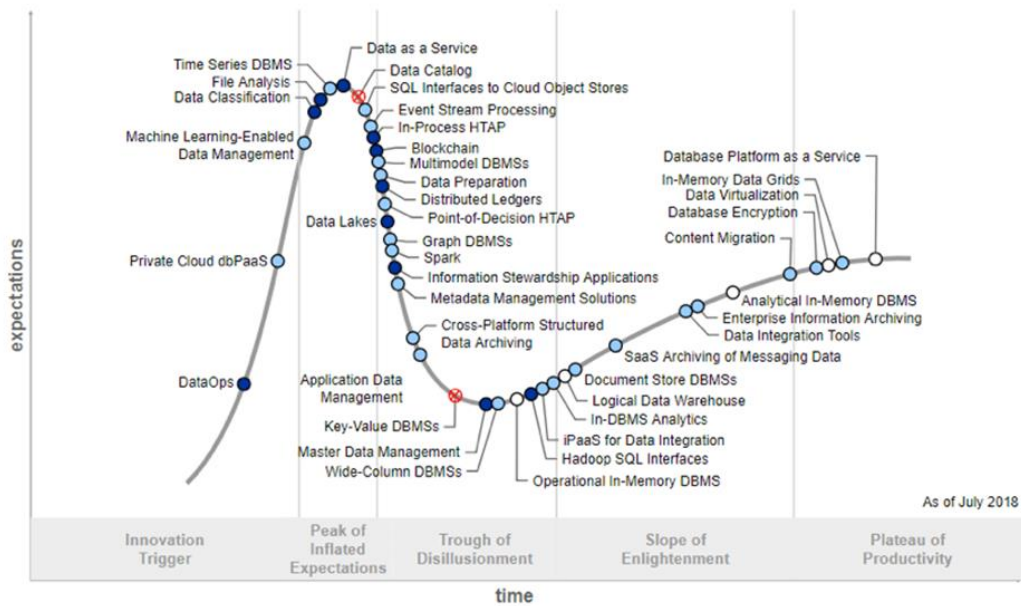 expectations
Time Series DBMS
File Analysis
Data Classification
Machine Learning-Enabled
Data Management
Private Cloud dbPaaS
DataOps
Data as a Service
Data Catalog
SQL Interfaces to Cloud Object Stores
Event Stream Processing
In-Process HTAP
Blockchain
Multimodel DBMSs
Data Preparation
Distributed Ledgers
Point-of-Decision HTAP
Data Lakes
Graph DBMSs
Spark
Information Stewardship Applications
Metadata Management Solutions
Cross-Platform Structured
Data Archiving
Application Data
Management
Key-Value DBMSs
Master Data Management
Wide-Column DBMSs
Operational In-Memory DBMS
Hadoop SQL Interfaces
iPaaS for Data Integration
In-DBMS Analytics
Logical Data Warehouse
Document Store DBMSs
SaaS Archiving of Messaging Data
Data Integration Tools
Enterprise Information Archiving
Analytical In-Memory DBMS
Content Migration
Database Encryption
Data Virtualization
In-Memory Data Grids
Database Platform as a Service
As of July 2018
Innovation
Trigger
Peak of
Inflated
Expectations
Trough of
Disillusionment
Slope of
Enlightenment
Plateau of
Productivity
time